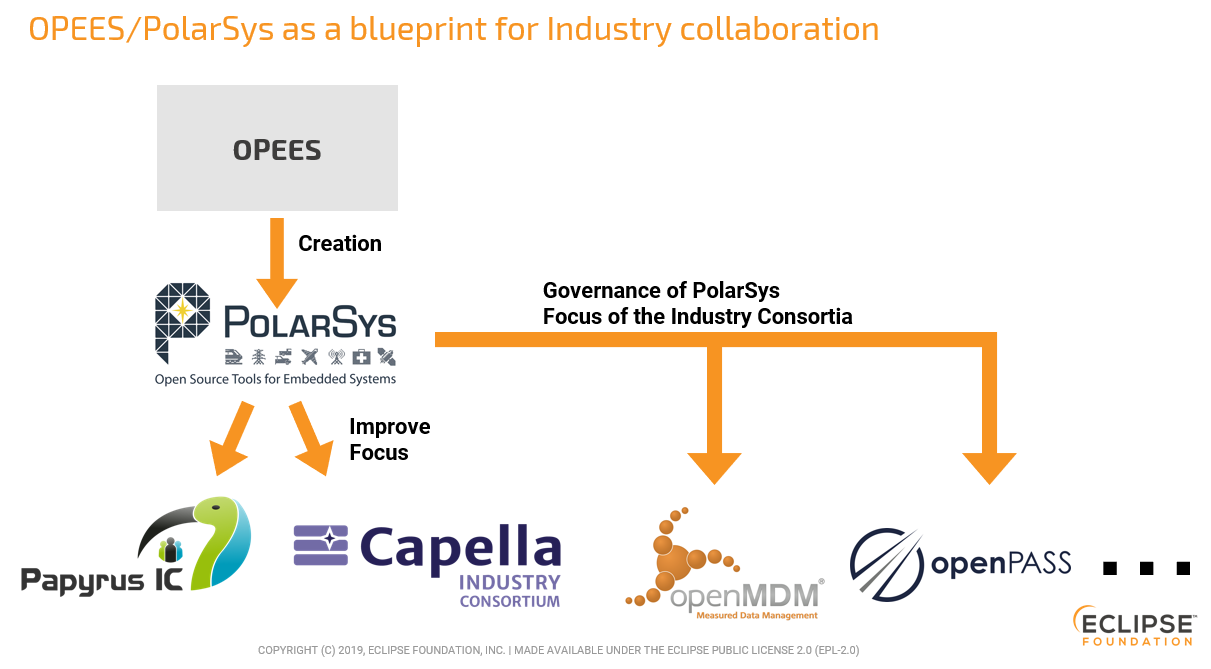 OPEES/PolarSys as a blueprint for Industry collaboration
OPEES
Creation
POLARSYS
Open Source Tools for Embedded Systems
Governance of PolarSys
Focus of the Industry Consortia
Improve
Focus
Papyrus IC
Capella
INDUSTRY
CONSORTIUM
openMDM®
Measured Data Management
openPASS
ECLIPSE™
FOUNDATION
COPYRIGHT (C) 2019, ECLIPSE FOUNDATION, INC. | MADE AVAILABLE UNDER THE ECLIPSE PUBLIC LICENSE 2.0 (EPL-2.0)